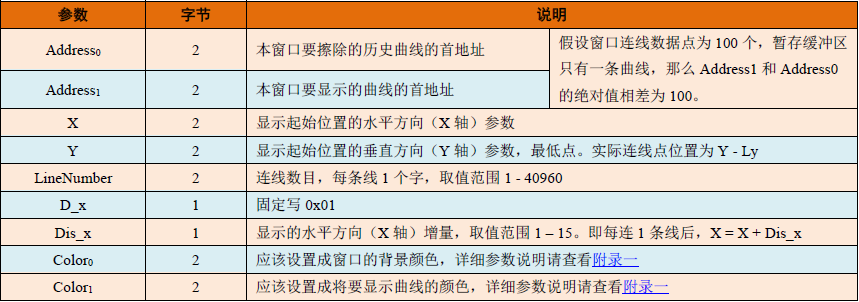 参数 字节 说明
Address0 2 本窗口要擦除的历史曲线的首地址
假设窗口连线数据点为 100 个，暂存缓冲区
只有一条曲线，那么 Address1 和 Address0
的绝对值相差为 100。
Address1 2 本窗口要显示的曲线的首地址
X 2 显示起始位置的水平方向（X 轴）参数
Y 2 显示起始位置的垂直方向（Y 轴）参数，最低点。实际连线点位置为 Y - Ly
LineNumber 2 连线数目，每条线 1 个字，取值范围 1 - 40960
D_x 1 固定写 0x01
Dis_x 1 显示的水平方向（X 轴）增量，取值范围 1 – 15。即每连 1 条线后，X = X + Dis_x
Color0 2 应该设置成窗口的背景颜色，详细参数说明请查看附录一
Color1 2 应该设置成将要显示曲线的颜色，详细参数说明请查看附录一